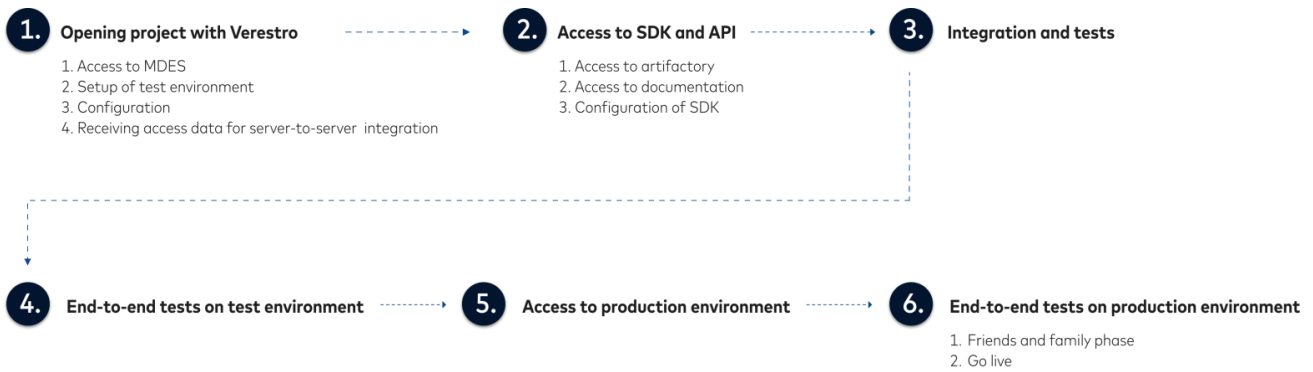 1. Opening project with Verestro
1. Access to MDES
2. Setup of test environment
3. Configuration
4. Receiving access data for server-to-server integration
2. Access to SDK and API
1. Access to artifactory
2. Access to documentation
3. Configuration of SDK
3. Integration and tests
4. End-to-end tests on test environment
5. Access to production environment
6. End-to-end tests on production environment
1. Friends and family phase
2. Go live